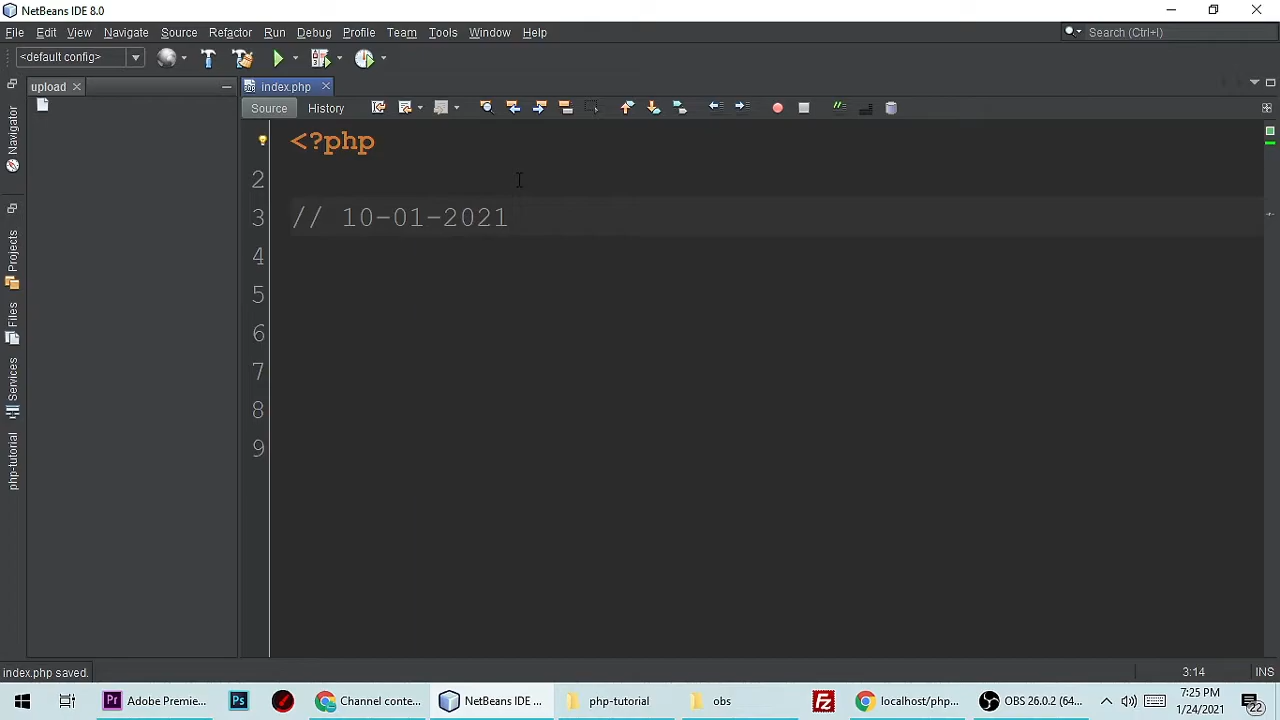 NetBeans IDE 8.0
File Edit View Navigate Source Refactor Run Debug Profile Team Tools Window Help
Search (Ctrl+I)
<default config>
upload
index.php
Source History
Navigator
Projects
Files
Services
php-tutorial
<?php
2
3 // 10-01-2021
4
5
6
7
8
9
index.php saved.
3:14 INS
Adobe Premie...
Ps
Pr
Channel conte...
NetBeans IDE ...
php-tutorial
obs
Fz
localhost/php...
OBS 26.0.2 (64...
7:25 PM
1/24/2021
22